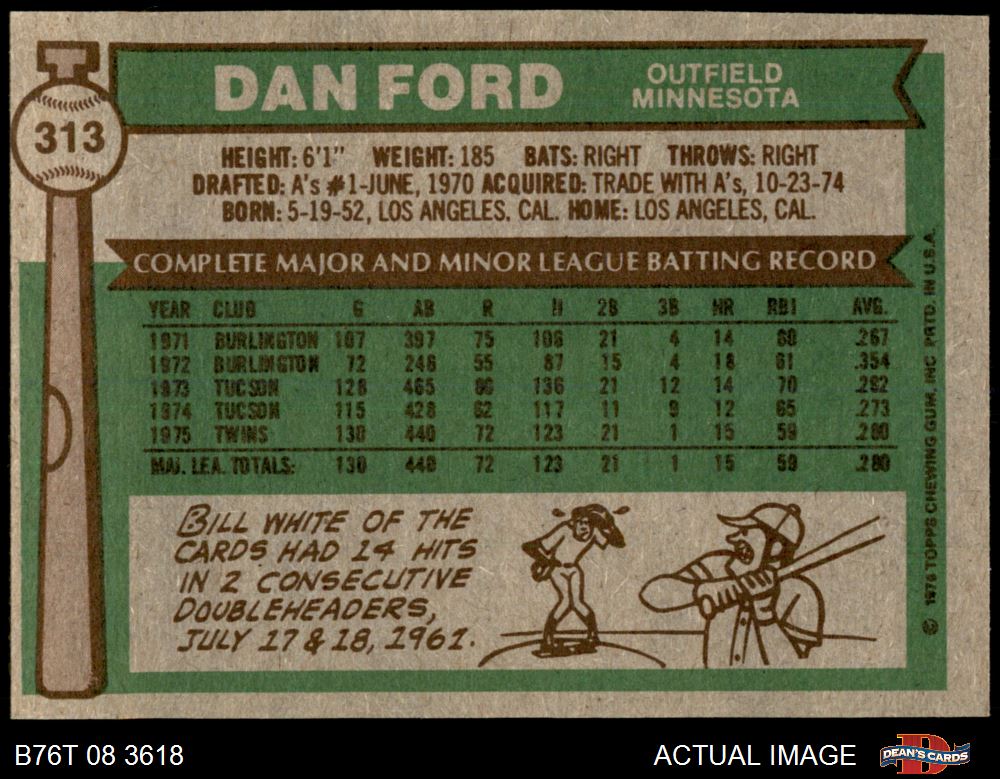 313
DAN FORD
OUTFIELD
MINNESOTA
HEIGHT: 6'1" WEIGHT: 185 BATS: RIGHT THROWS: RIGHT
DRAFTED: A's #1-JUNE, 1970 ACQUIRED: TRADE WITH A's, 10-23-74
BORN: 5-19-52, LOS ANGELES. CAL. HOME: LOS ANGELES, CAL.
COMPLETE MAJOR AND MINOR LEAGUE BATTING RECORD
YEAR CLUB G AB R H 2B 3B HR RBI AVG.
1971 BURLINGTON 107 397 75 106 21 4 14 68 .267
1972 BURLINGTON 72 246 55 87 15 4 18 61 .354
1973 TUCSON 128 465 136 21 12 14 70 .292
1974 TUCSON 115 428 62 117 11 9 12 65 .273
1975 TWINS 130 440 72 123 21 1 15 59 .280
MAJ. LEA. TOTALS: 130 440 72 123 21 1 15 59 .280
BILL WHITE OF THE
CARDS HAD 14 HITS
IN 2 CONSECUTIVE
DOUBLEHEADERS,
JULY 17 & 18, 1961.
© 1976 TOPPS CHEWING GUM, INC PRTD. IN U.S.A.
B76T 08 3618
ACTUAL IMAGE
DEAN'S CARDS